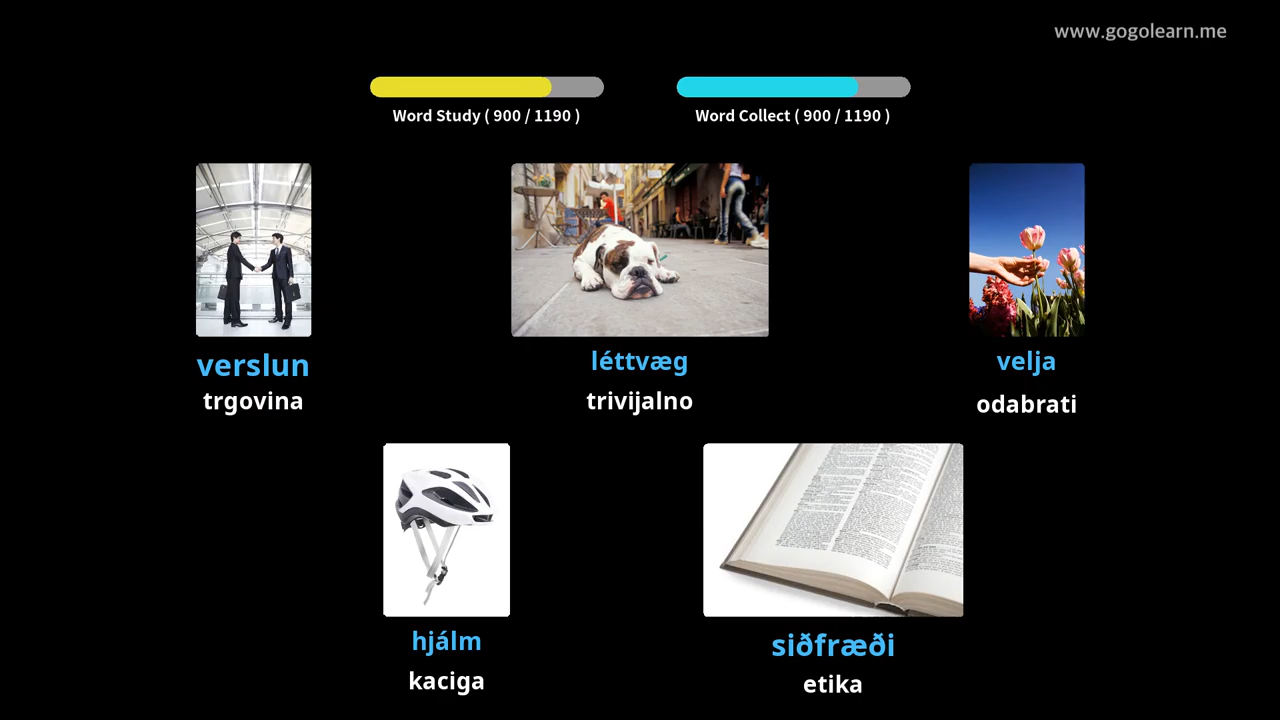 www.gogolearn.me
Word Study ( 900 / 1190 )
Word Collect ( 900 / 1190 )
verslun
trgovina
léttvæg
trivijalno
velja
odabrati
hjálm
kaciga
siðfræði
etika